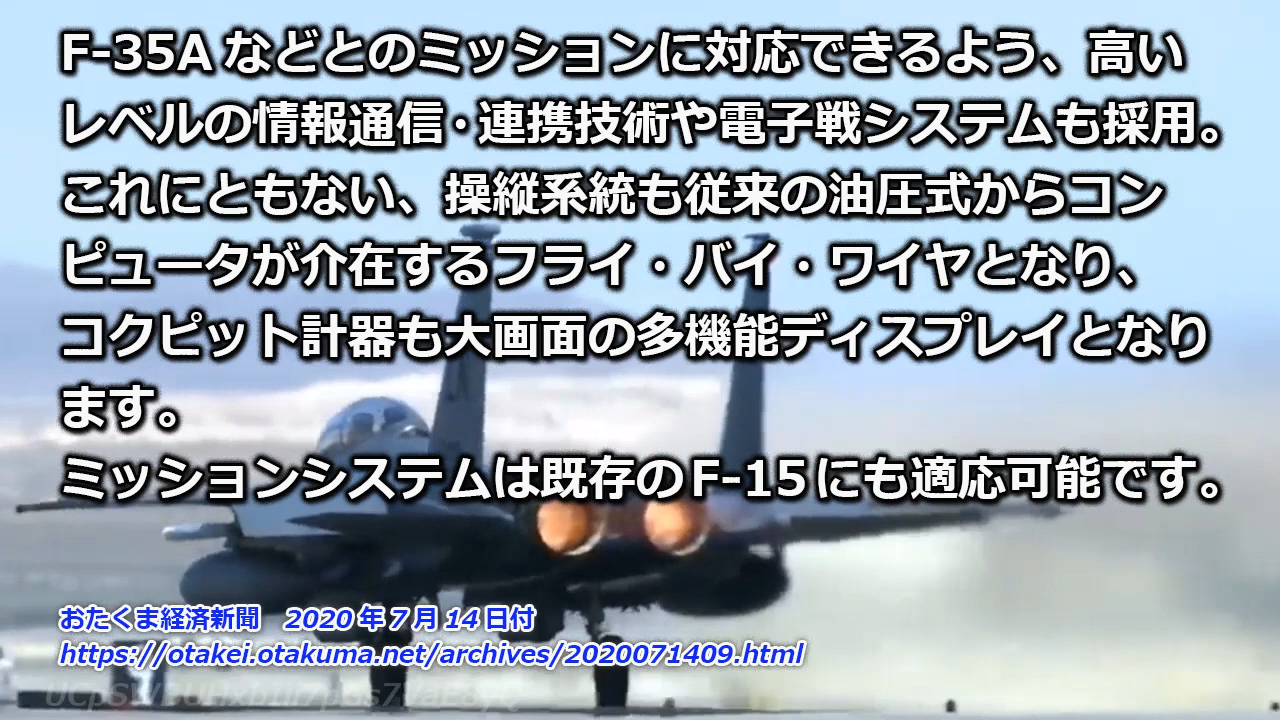 F-35Aなどとのミッションに対応できるよう、高い
レベルの情報通信・連携技術や電子戦システムも採用。
これにともない、操縦系統も従来の油圧式からコン
ピュータが介在するフライ・バイ・ワイヤとなり、
コクピット計器も大画面の多機能ディスプレイとなり
ます。
ミッションシステムは既存のF-15にも適応可能です。
おたくま経済新聞　2020年7月14日付
https://otakei.otakuma.net/archives/2020071409.html